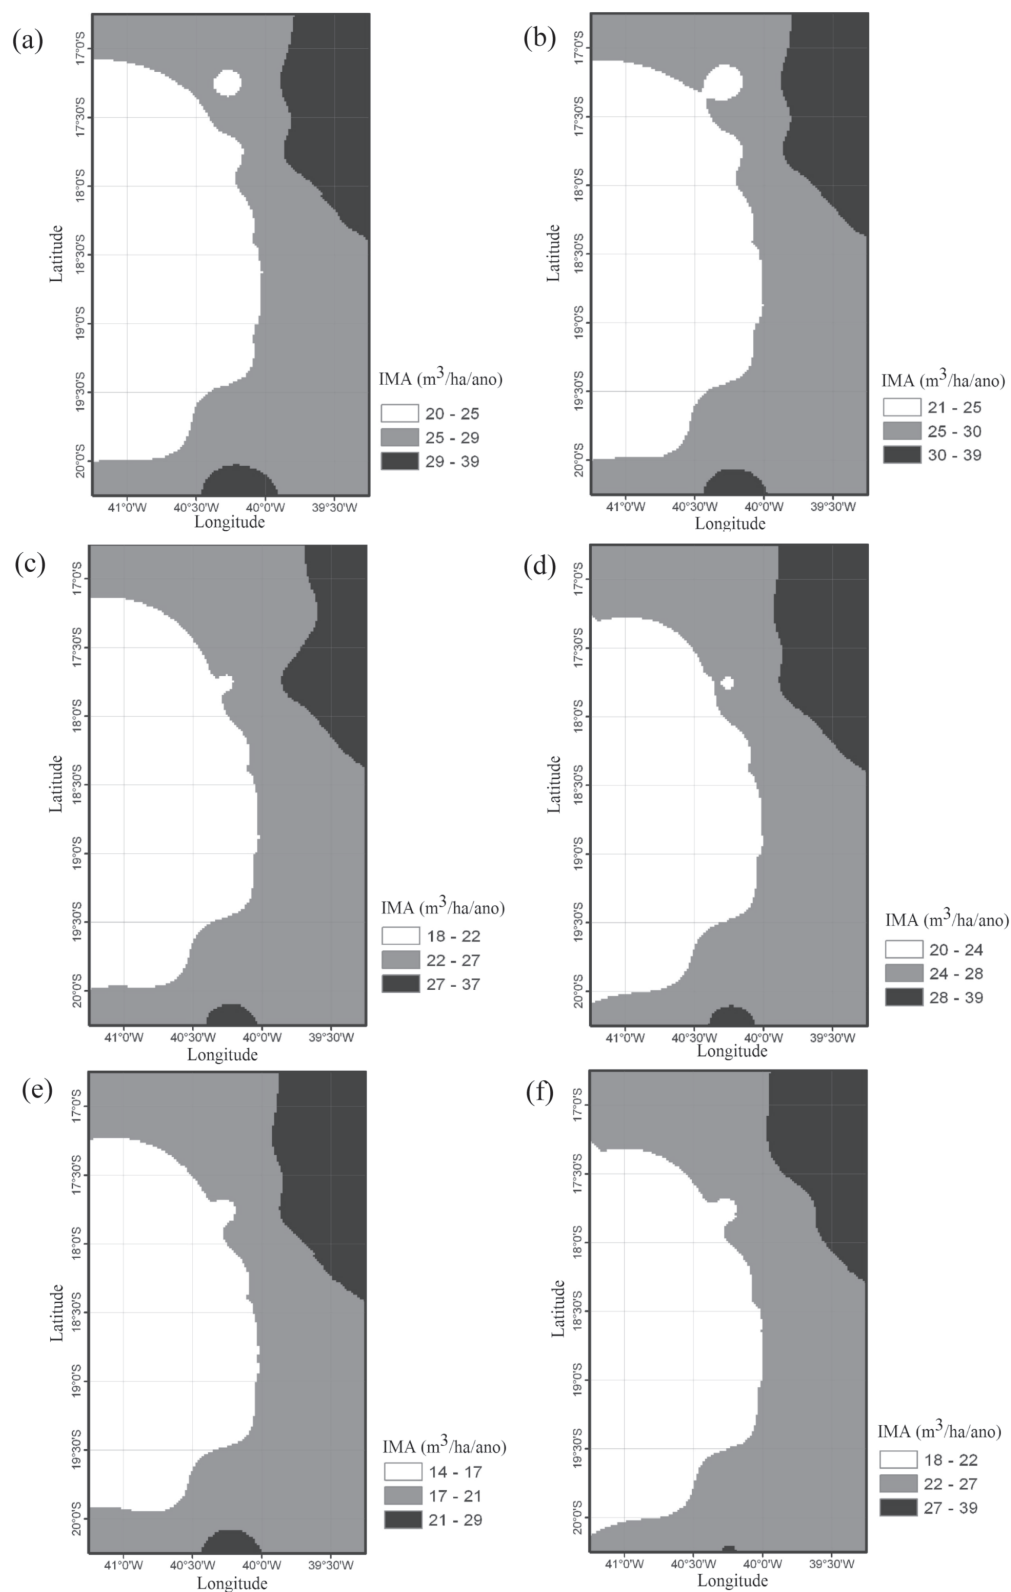 (a)
17°0'S
17°30'S
18°0'S
18°30'S
19°0'S
19°30'S
20°0'S
Latitude
41°0'W 40°30'W 40°0'W 39°30'W
Longitude
IMA (m3/ha/ano)
20 - 25
25 - 29
29 - 39
(b)
17°0'S
17°30'S
18°0'S
18°30'S
19°0'S
19°30'S
20°0'S
Latitude
41°0'W 40°30'W 40°0'W 39°30'W
Longitude
IMA (m3/ha/ano)
21 - 25
25 - 30
30 - 39
(c)
17°0'S
17°30'S
18°0'S
18°30'S
19°0'S
19°30'S
20°0'S
Latitude
41°0'W 40°30'W 40°0'W 39°30'W
Longitude
IMA (m3/ha/ano)
18 - 22
22 - 27
27 - 37
(d)
17°0'S
17°30'S
18°0'S
18°30'S
19°0'S
19°30'S
20°0'S
Latitude
41°0'W 40°30'W 40°0'W 39°30'W
Longitude
IMA (m3/ha/ano)
20 - 24
24 - 28
28 - 39
(e)
17°0'S
17°30'S
18°0'S
18°30'S
19°0'S
19°30'S
20°0'S
Latitude
41°0'W 40°30'W 40°0'W 39°30'W
Longitude
IMA (m3/ha/ano)
14 - 17
17 - 21
21 - 29
(f)
17°0'S
17°30'S
18°0'S
18°30'S
19°0'S
19°30'S
20°0'S
Latitude
41°0'W 40°30'W 40°0'W 39°30'W
Longitude
IMA (m3/ha/ano)
18 - 22
22 - 27
27 - 39